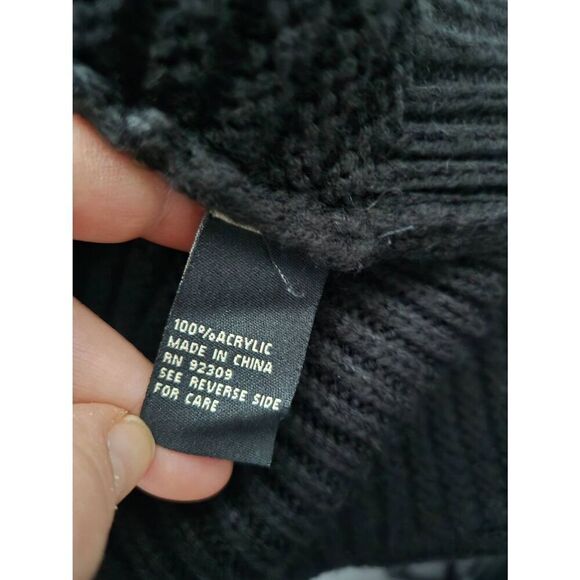 100%ACRYLIC
MADE IN CHINA
RN 92309
SEE REVERSE SIDE
FOR CARE